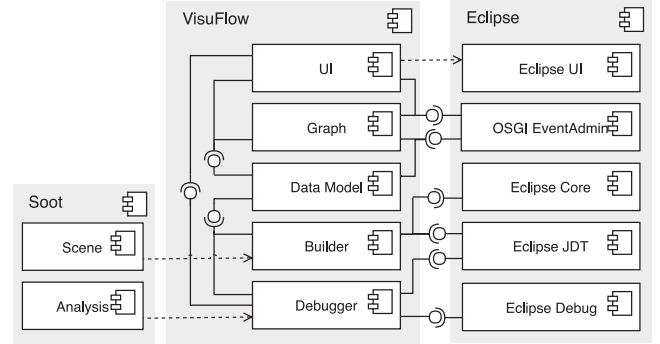 VisuFlow
Eclipse
UI
Eclipse UI
Graph
OSGI EventAdmin
Data Model
Eclipse Core
Soot
Scene
Builder
Eclipse JDT
Analysis
Debugger
Eclipse Debug